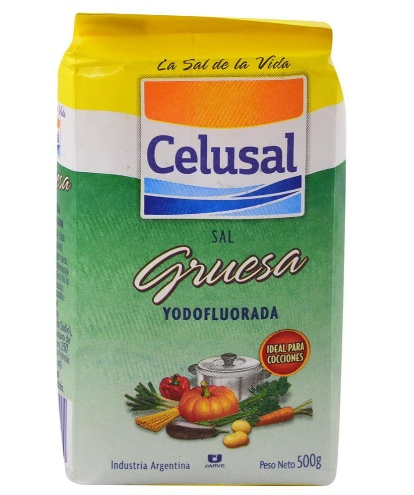 La Sal de la Vida
Celusal
SAL
Gruesa
YODOFLUORADA
IDEAL PARA
COCCIONES
Industria Argentina
PARVE
Peso Neto 500g